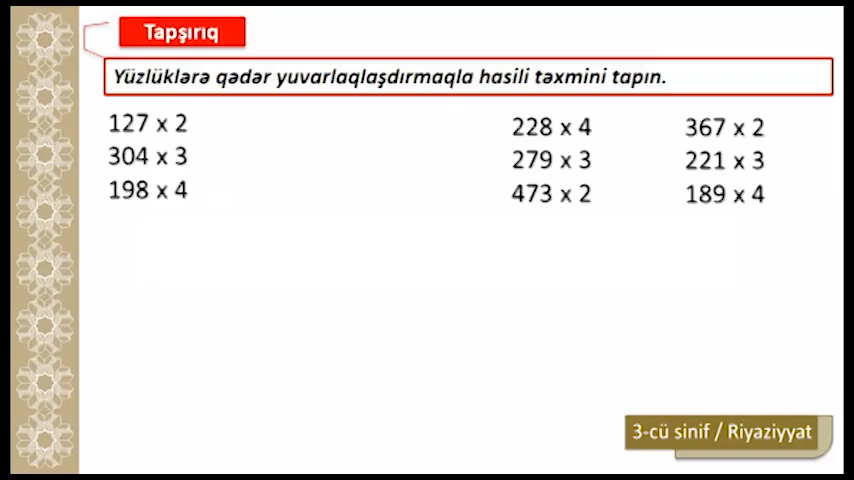 Tapşırıq
Yüzlüklərə qədər yuvarlaqlaşdırmaqla hasili təxmini tapın.
127 x 2
304 x 3
198 x 4
228 x 4
279 x 3
473 x 2
367 x 2
221 x 3
189 x 4
3-cü sinif / Riyaziyyat